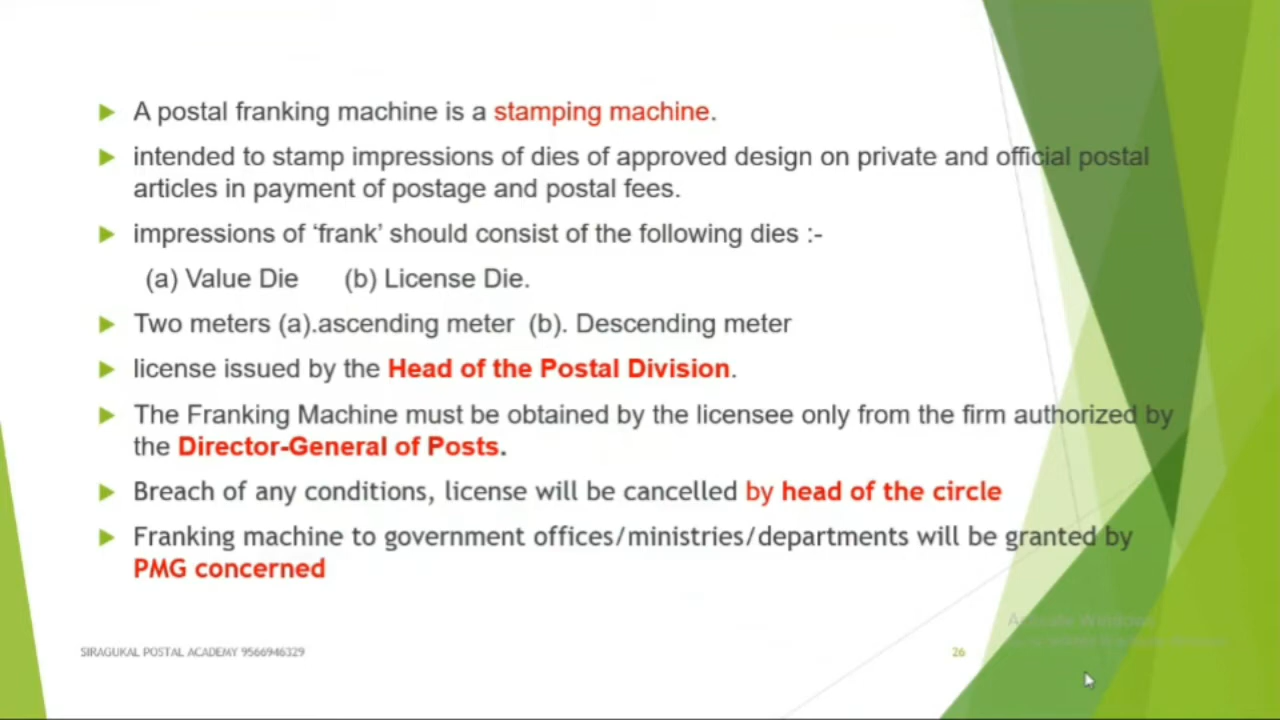 A postal franking machine is a stamping machine.
intended to stamp impressions of dies of approved design on private and official postal
articles in payment of postage and postal fees.
impressions of ‘frank’ should consist of the following dies :-
(a) Value Die (b) License Die.
Two meters (a).ascending meter (b). Descending meter
license issued by the Head of the Postal Division.
The Franking Machine must be obtained by the licensee only from the firm authorized by
the Director-General of Posts.
Breach of any conditions, license will be cancelled by head of the circle
Franking machine to government offices/ministries/departments will be granted by
PMG concerned
Activate Windows
SIRAGUKAL POSTAL ACADEMY 9566946329
26